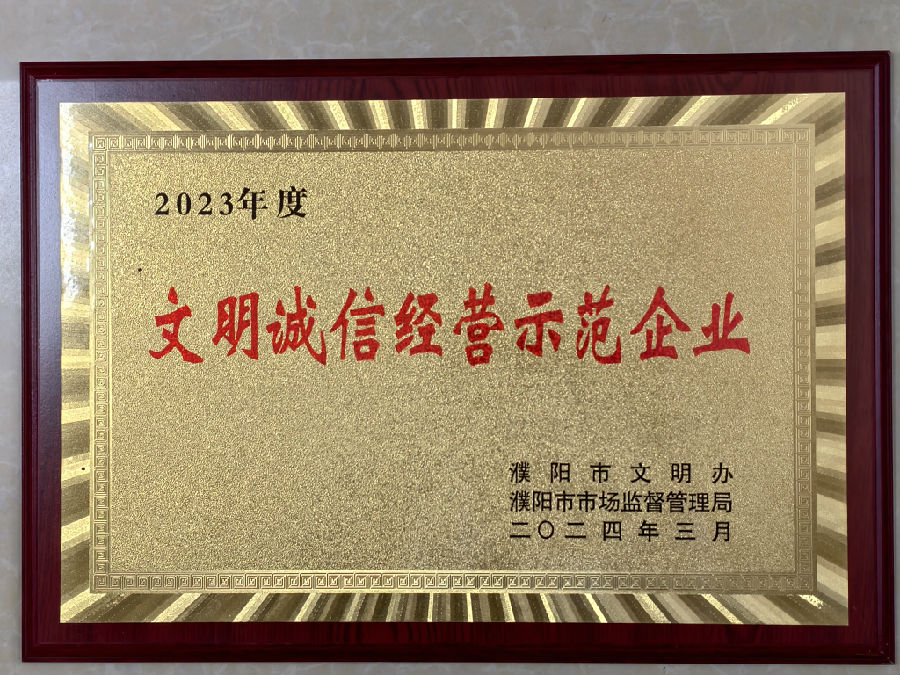 2023年度
文明诚信经营示范企业
濮阳市文明办
濮阳市市场监督管理局
二〇二四年三月